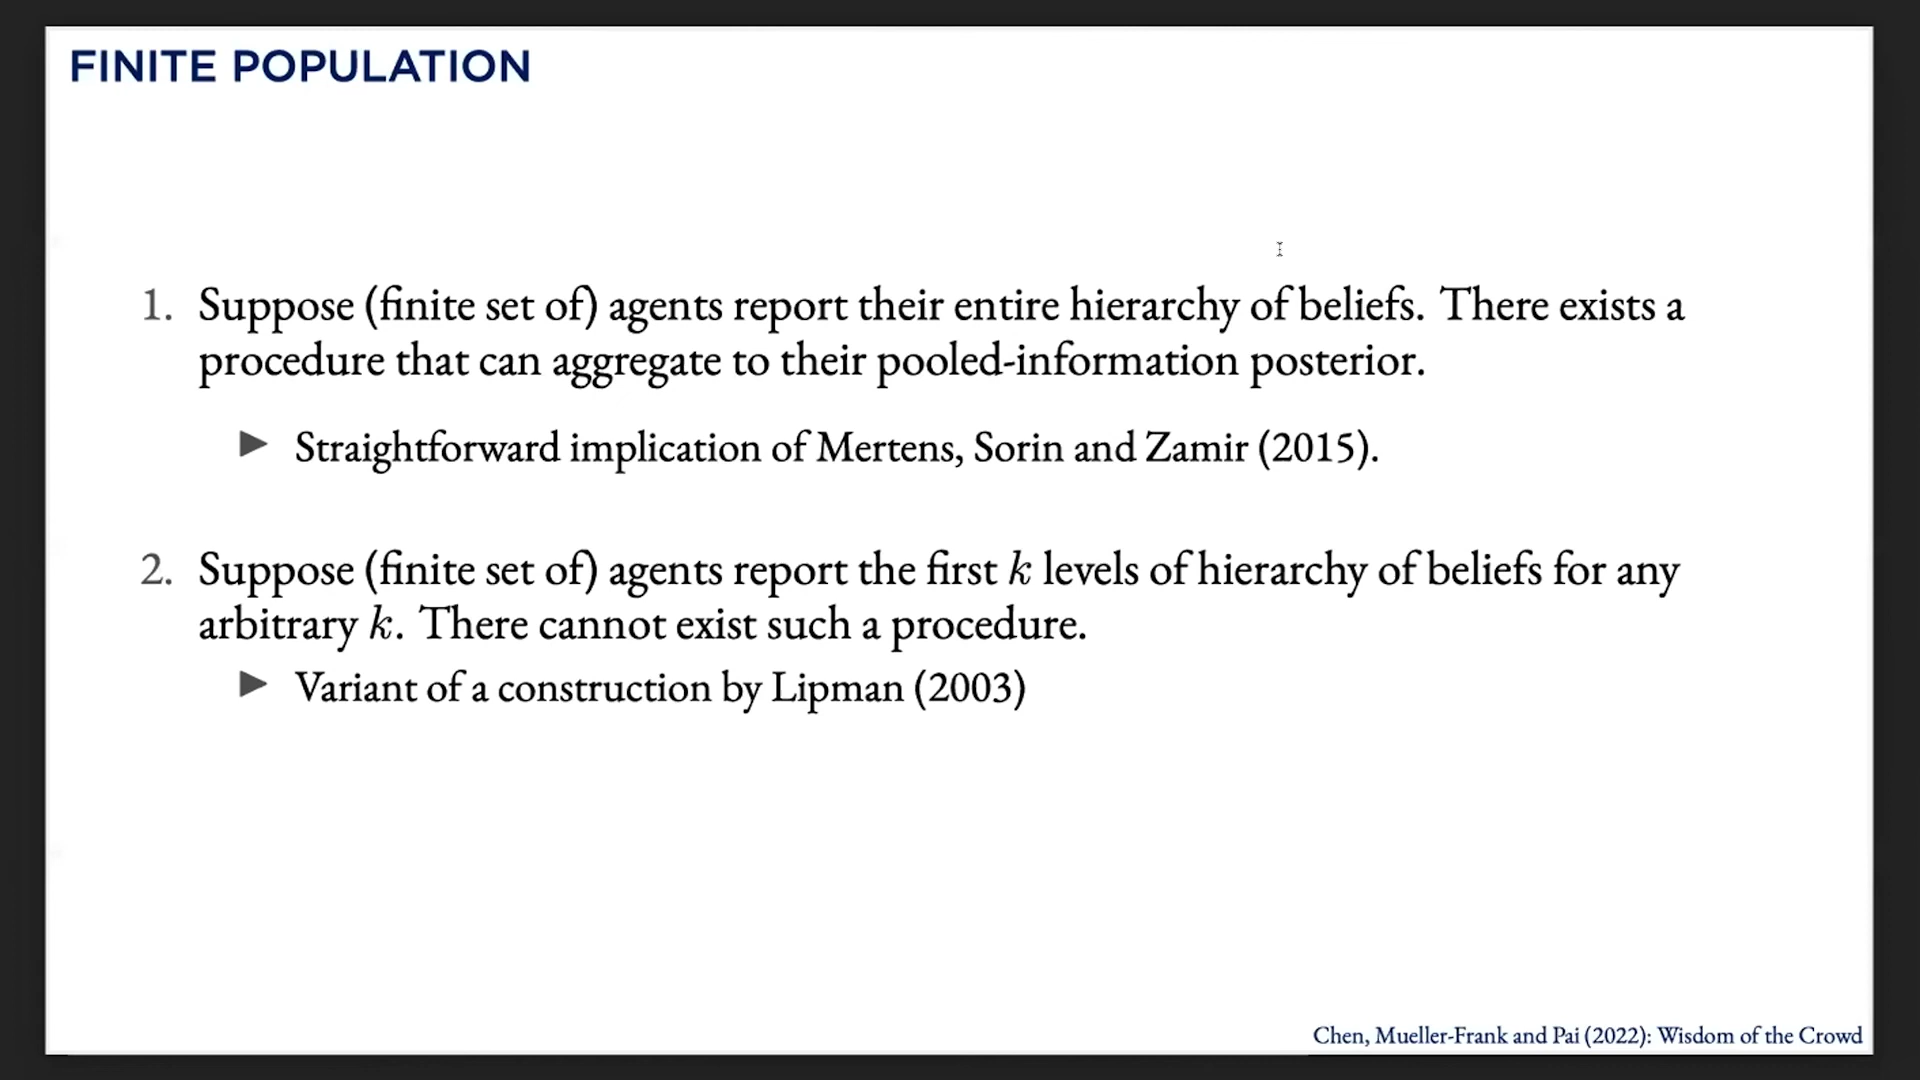 FINITE POPULATION
1. Suppose (finite set of) agents report their entire hierarchy of beliefs. There exists a
procedure that can aggregate to their pooled-information posterior.
▶ Straightforward implication of Mertens, Sorin and Zamir (2015).
2. Suppose (finite set of) agents report the first k levels of hierarchy of beliefs for any
arbitrary k. There cannot exist such a procedure.
▶ Variant of a construction by Lipman (2003)
Chen, Mueller-Frank and Pai (2022): Wisdom of the Crowd